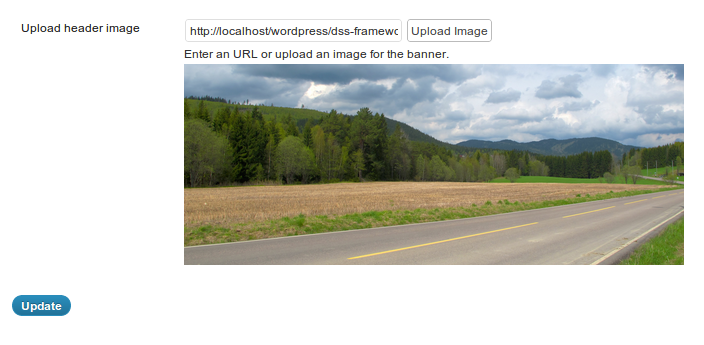 Upload header image
http://localhost/wordpress/dss-framewo
Upload Image
Enter an URL or upload an image for the banner.
Update